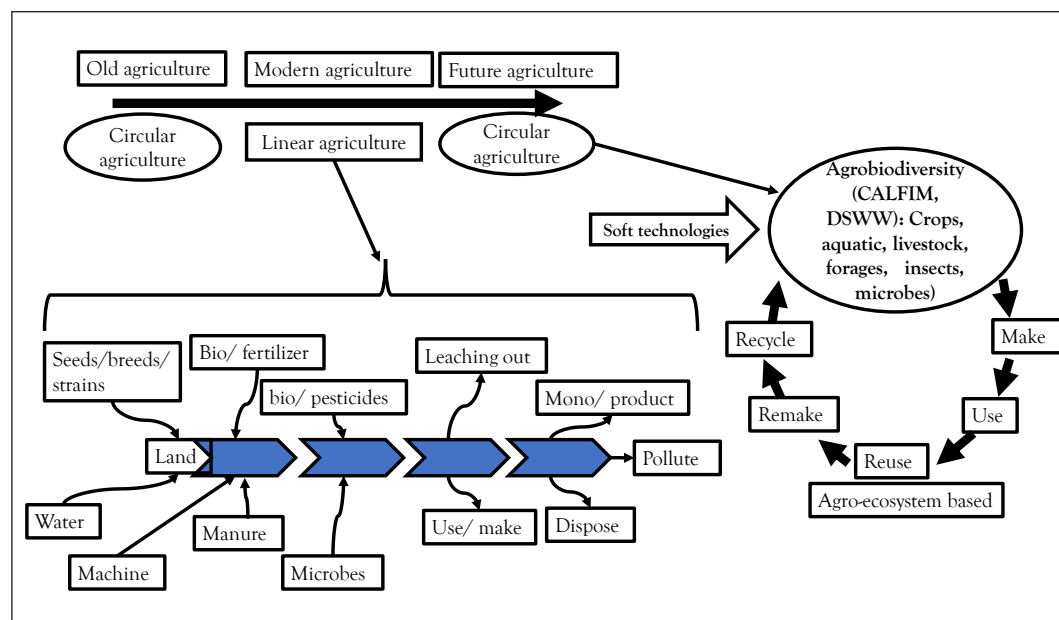 Old agriculture
Modern agriculture
Future agriculture
Circular
agriculture
Linear agriculture
Circular
agriculture
Agrobiodiversity
(CALFIM,
DSWW): Crops,
aquatic, livestock,
forages, insects,
microbes)
Soft technologies
Seeds/breeds/
strains
Bio/ fertilizer
bio/ pesticides
Leaching out
Mono/ product
Land
Pollute
Water
Machine
Manure
Microbes
Use/ make
Dispose
Recycle
Make
Remake
Use
Reuse
Agro-ecosystem based